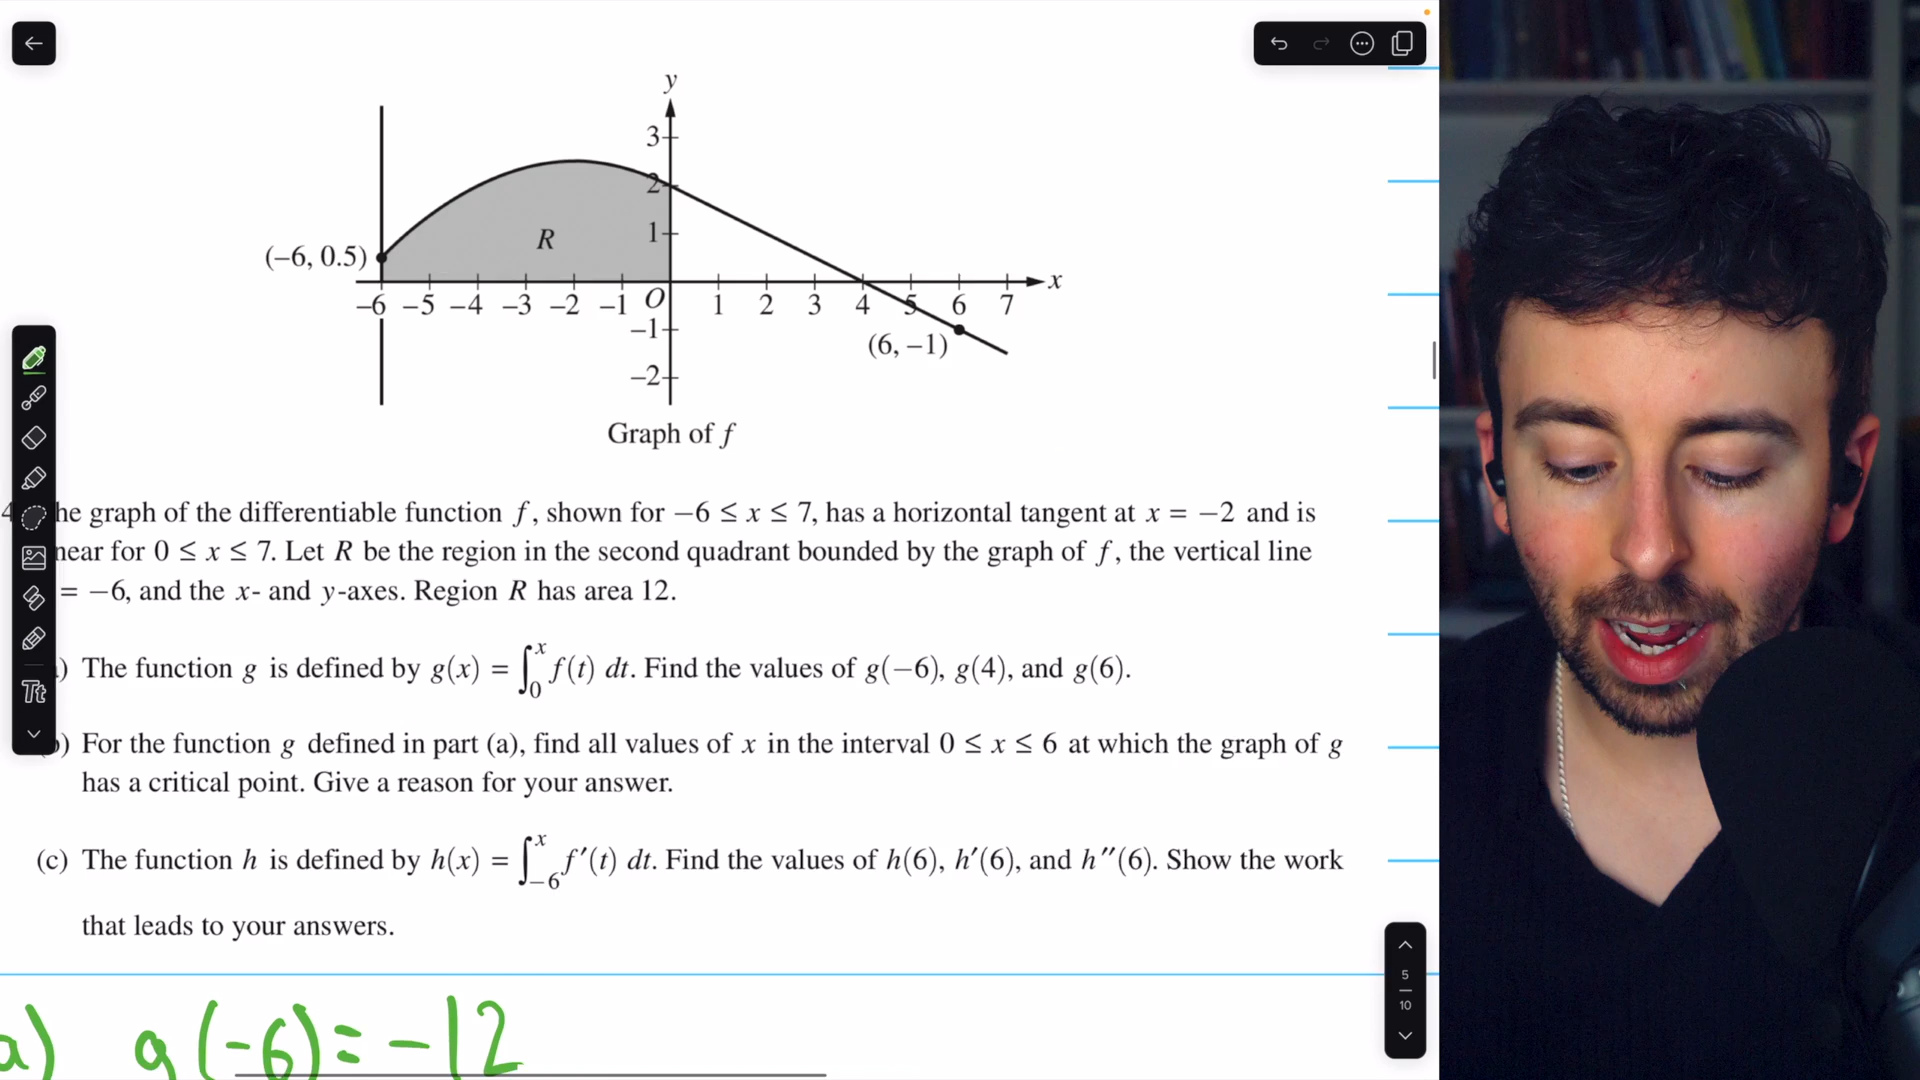 y
3
2
1
(−6, 0.5)
R
−6 −5 −4 −3 −2 −1 O 1 2 3 4 5 6 7 x
−1
(6, −1)
−2
Graph of f
4 he graph of the differentiable function f, shown for −6 ≤ x ≤ 7, has a horizontal tangent at x = −2 and is
near for 0 ≤ x ≤ 7. Let R be the region in the second quadrant bounded by the graph of f, the vertical line
= −6, and the x- and y-axes. Region R has area 12.
) The function g is defined by g(x) = ∫₀ˣ f(t) dt. Find the values of g(−6), g(4), and g(6).
) For the function g defined in part (a), find all values of x in the interval 0 ≤ x ≤ 6 at which the graph of g
has a critical point. Give a reason for your answer.
(c) The function h is defined by h(x) = ∫₋₆ˣ f′(t) dt. Find the values of h(6), h′(6), and h″(6). Show the work
that leads to your answers.
a) g(-6) = -12
Tt
5
10